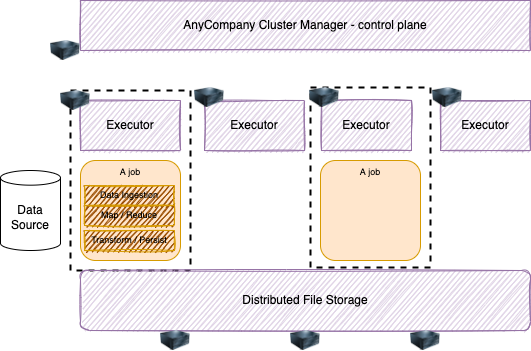 AnyCompany Cluster Manager - control plane
Executor
Executor
Executor
Executor
A job
A job
Data Ingestion
Map / Reduce
Transform / Persist
Data
Source
Distributed File Storage